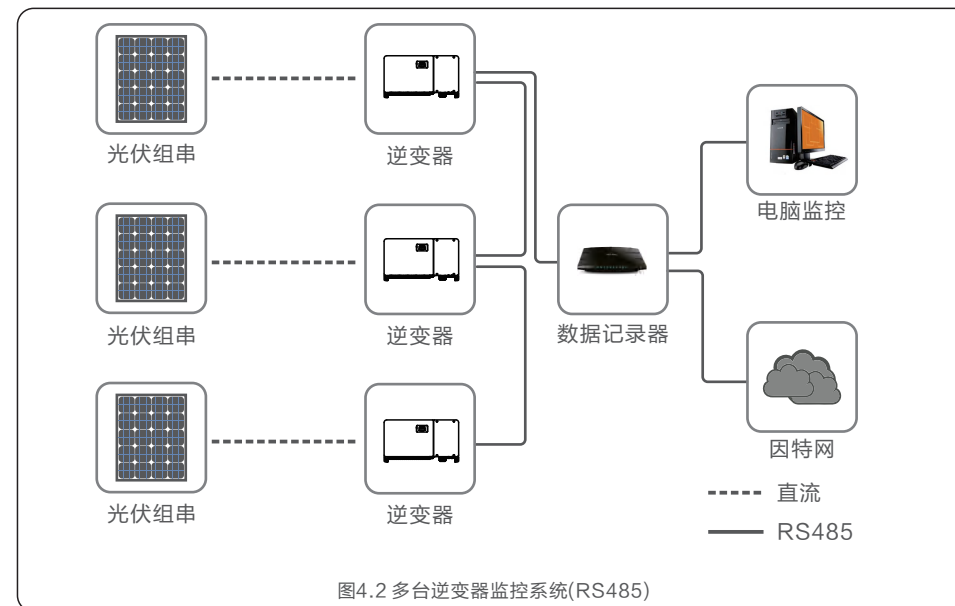 光伏组串
逆变器
光伏组串
逆变器
光伏组串
逆变器
数据记录器
电脑监控
因特网
直流
RS485
图4.2 多台逆变器监控系统(RS485)